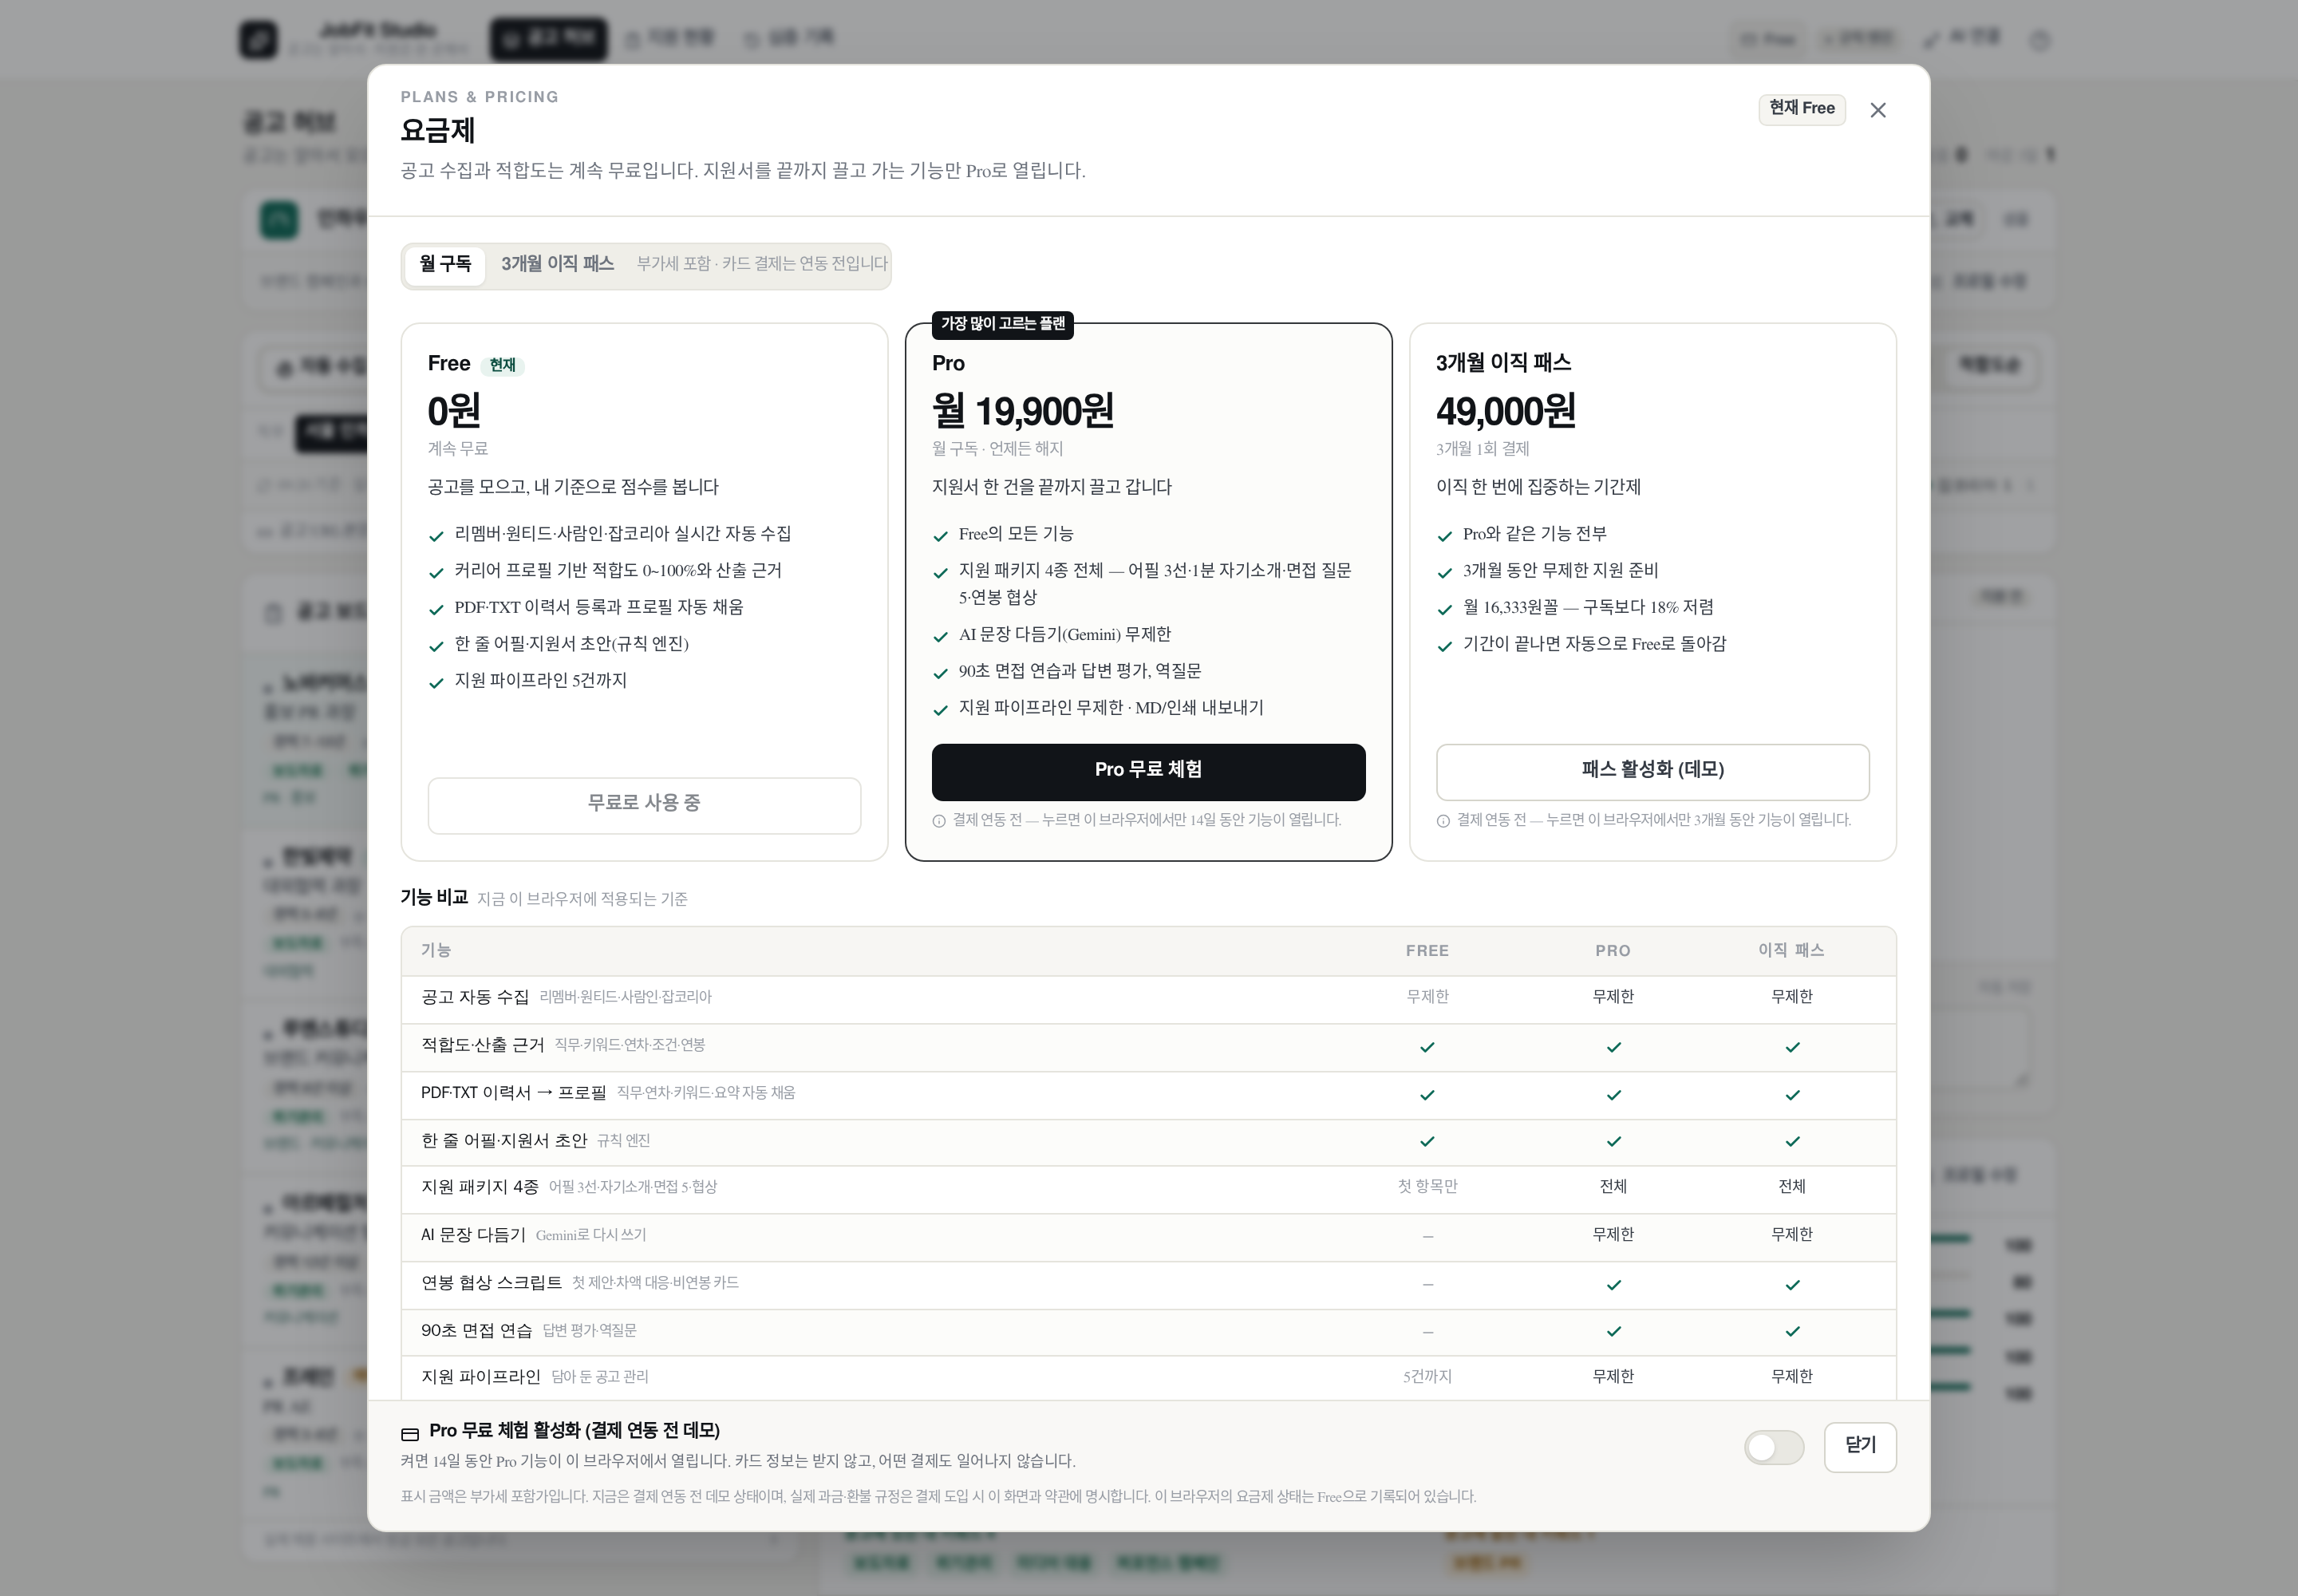 JobFit Studio
공고 허브
지원 현황
Free
AI 연결
공고 허브
PLANS & PRICING
요금제
현재 Free
공고 수집과 적합도는 계속 무료입니다. 지원서를 끝까지 끌고 가는 기능만 Pro로 열립니다.
월 구독 3개월 이직 패스 부가세 포함 · 카드 결제는 연동 전입니다
Free 현재
0원
계속 무료
공고를 모으고, 내 기준으로 점수를 봅니다
리멤버·원티드·사람인·잡코리아 실시간 자동 수집
커리어 프로필 기반 적합도 0~100%와 산출 근거
PDF·TXT 이력서 등록과 프로필 자동 채움
한 줄 어필·지원서 초안(규칙 엔진)
지원 파이프라인 5건까지
무료로 사용 중
가장 많이 고르는 플랜
Pro
월 19,900원
월 구독 · 언제든 해지
지원서 한 건을 끝까지 끌고 갑니다
Free의 모든 기능
지원 패키지 4종 전체 — 어필 3선·1분 자기소개·면접 질문
5·연봉 협상
AI 문장 다듬기(Gemini) 무제한
90초 면접 연습과 답변 평가, 역질문
지원 파이프라인 무제한 · MD/인쇄 내보내기
Pro 무료 체험
결제 연동 전 — 누르면 이 브라우저에서만 14일 동안 기능이 열립니다.
3개월 이직 패스
49,000원
3개월 1회 결제
이직 한 번에 집중하는 기간제
Pro와 같은 기능 전부
3개월 동안 무제한 지원 준비
월 16,333원꼴 — 구독보다 18% 저렴
기간이 끝나면 자동으로 Free로 돌아감
패스 활성화 (데모)
결제 연동 전 — 누르면 이 브라우저에서만 3개월 동안 기능이 열립니다.
기능 비교 지금 이 브라우저에 적용되는 기준
기능 FREE PRO 이직 패스
공고 자동 수집 리멤버·원티드·사람인·잡코리아 무제한 무제한 무제한
적합도·산출 근거 직무·키워드·연차·조건·연봉
PDF·TXT 이력서 → 프로필 직무·연차·키워드·요약 자동 채움
한 줄 어필·지원서 초안 규칙 엔진
지원 패키지 4종 어필 3선·자기소개·면접 5·협상 첫 항목만 전체 전체
AI 문장 다듬기 Gemini로 다시 쓰기 — 무제한 무제한
연봉 협상 스크립트 첫 제안·차액 대응·비연봉 카드 —
90초 면접 연습 답변 평가·역질문 —
지원 파이프라인 담아 둔 공고 관리 5건까지 무제한 무제한
Pro 무료 체험 활성화 (결제 연동 전 데모)
켜면 14일 동안 Pro 기능이 이 브라우저에서 열립니다. 카드 정보는 받지 않고, 어떤 결제도 일어나지 않습니다.
닫기
표시 금액은 부가세 포함가입니다. 지금은 결제 연동 전 데모 상태이며, 실제 과금·환불 규정은 결제 도입 시 이 화면과 약관에 명시합니다. 이 브라우저의 요금제 상태는 Free으로 기록되어 있습니다.